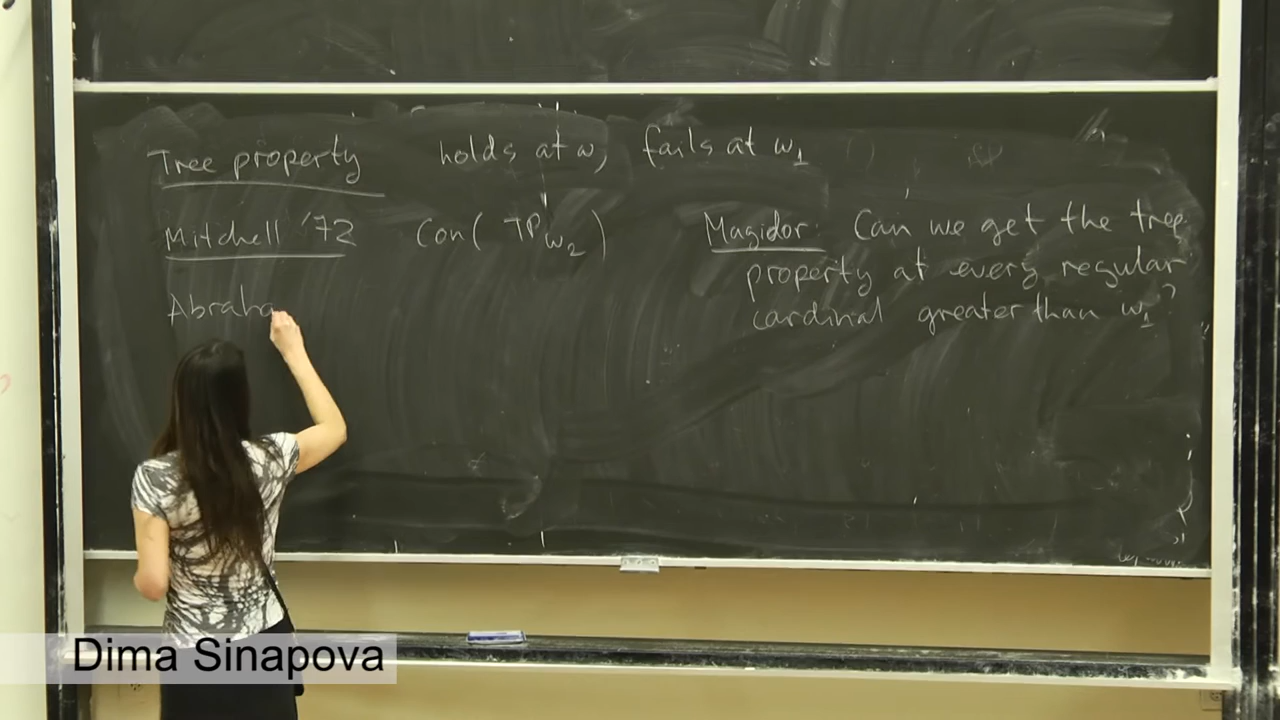 Tree property holds at ω, fails at ω₁
Mitchell '72 Con( TP_ω₂ )
Abraha
Magidor: Can we get the tree
property at every regular
cardinal greater than ω₁?
Dima Sinapova